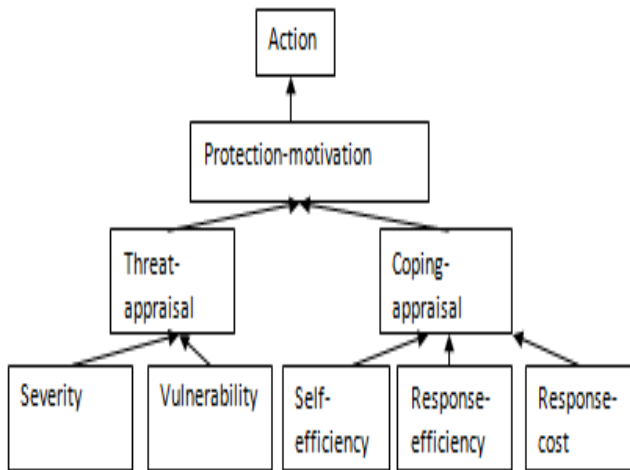 Action
Protection-motivation
Threat-
appraisal
Coping-
appraisal
Severity
Vulnerability
Self-
efficiency
Response-
efficiency
Response-
cost